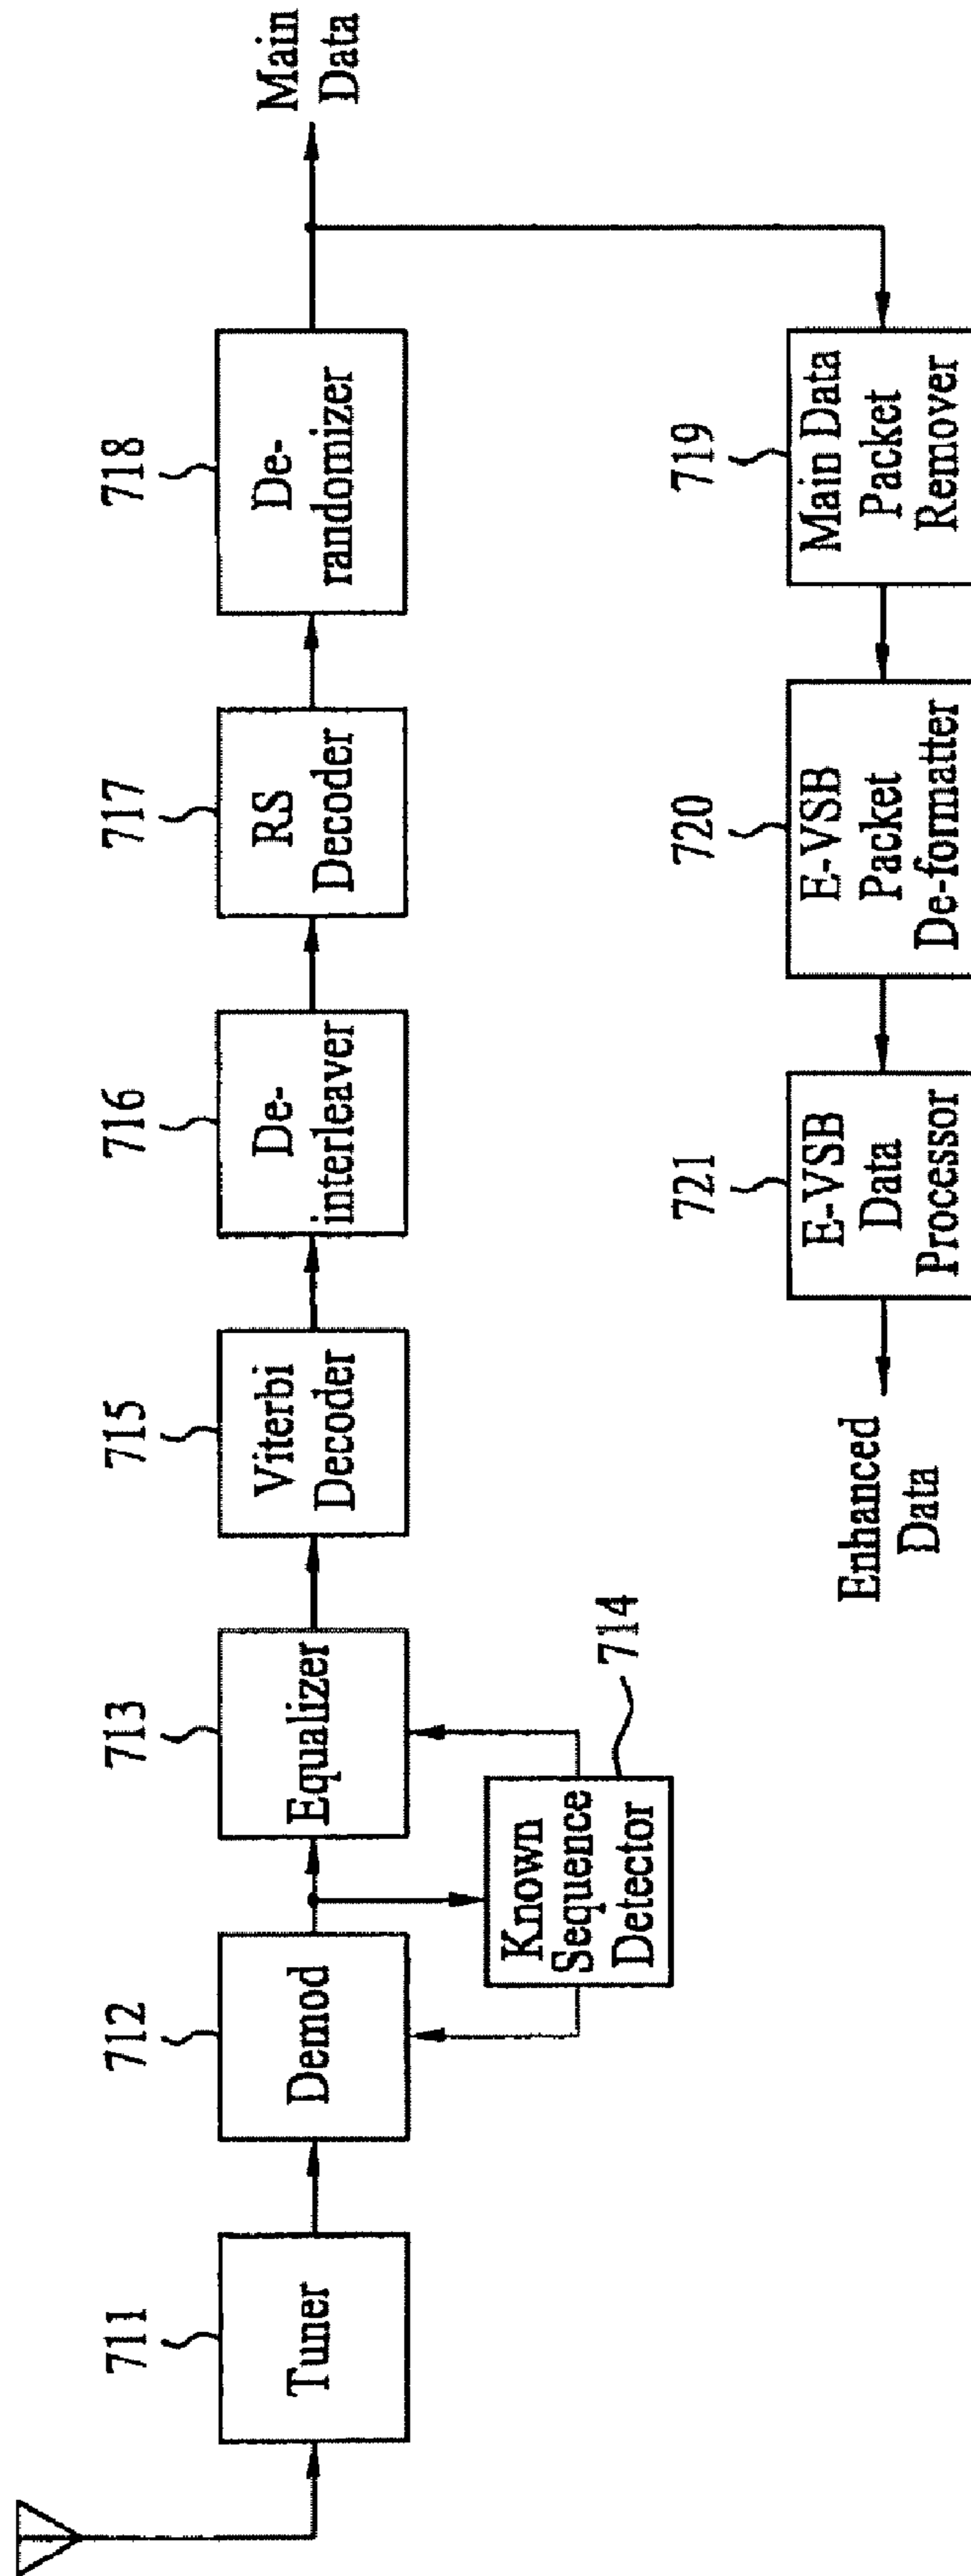 711
Tuner
712
Demod
713
Equalizer
Known
Sequence
Detector
714
715
Viterbi
Decoder
716
De-
interleaver
717
RS
Decoder
718
De-
randomizer
Main
Data
719
Main Data
Packet
Remover
720
E-VSB
Packet
De-formatter
721
E-VSB
Data
Processor
Enhanced
Data